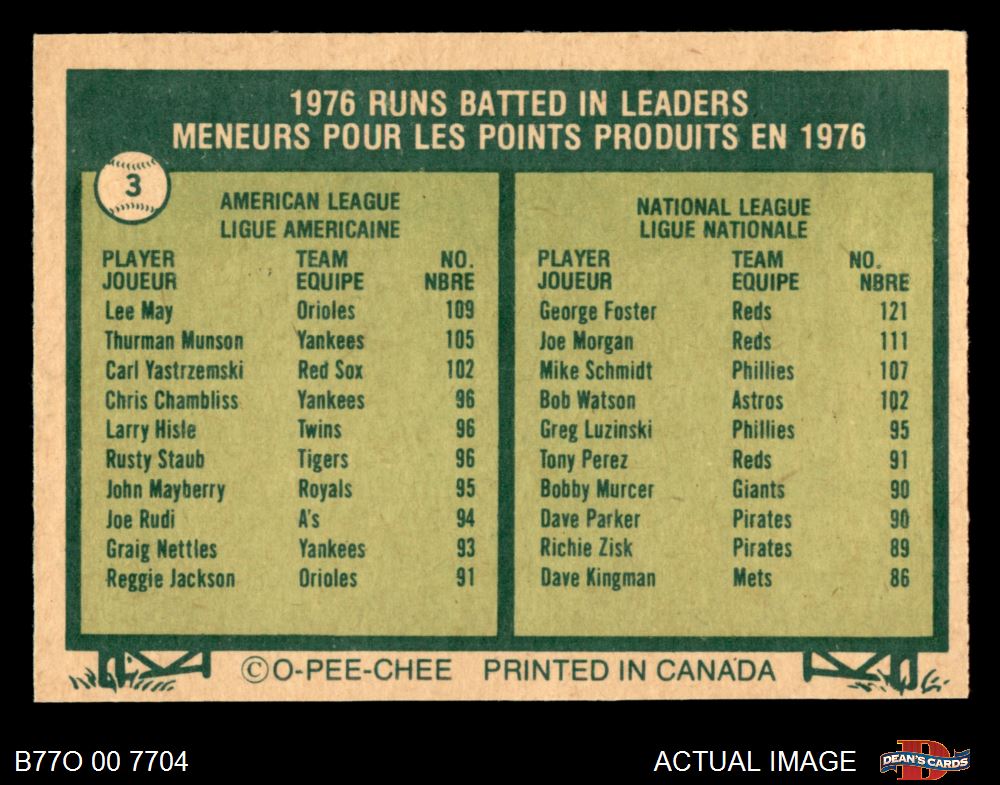 1976 RUNS BATTED IN LEADERS
MENEURS POUR LES POINTS PRODUITS EN 1976
3
AMERICAN LEAGUE
LIGUE AMERICAINE
PLAYER TEAM NO.
JOUEUR EQUIPE NBRE
Lee May Orioles 109
Thurman Munson Yankees 105
Carl Yastrzemski Red Sox 102
Chris Chambliss Yankees 96
Larry Hisle Twins 96
Rusty Staub Tigers 96
John Mayberry Royals 95
Joe Rudi A's 94
Graig Nettles Yankees 93
Reggie Jackson Orioles 91
NATIONAL LEAGUE
LIGUE NATIONALE
PLAYER TEAM NO.
JOUEUR EQUIPE NBRE
George Foster Reds 121
Joe Morgan Reds 111
Mike Schmidt Phillies 107
Bob Watson Astros 102
Greg Luzinski Phillies 95
Tony Perez Reds 91
Bobby Murcer Giants 90
Dave Parker Pirates 90
Richie Zisk Pirates 89
Dave Kingman Mets 86
©O-PEE-CHEE PRINTED IN CANADA
B77O 00 7704
ACTUAL IMAGE
DEAN'S CARDS